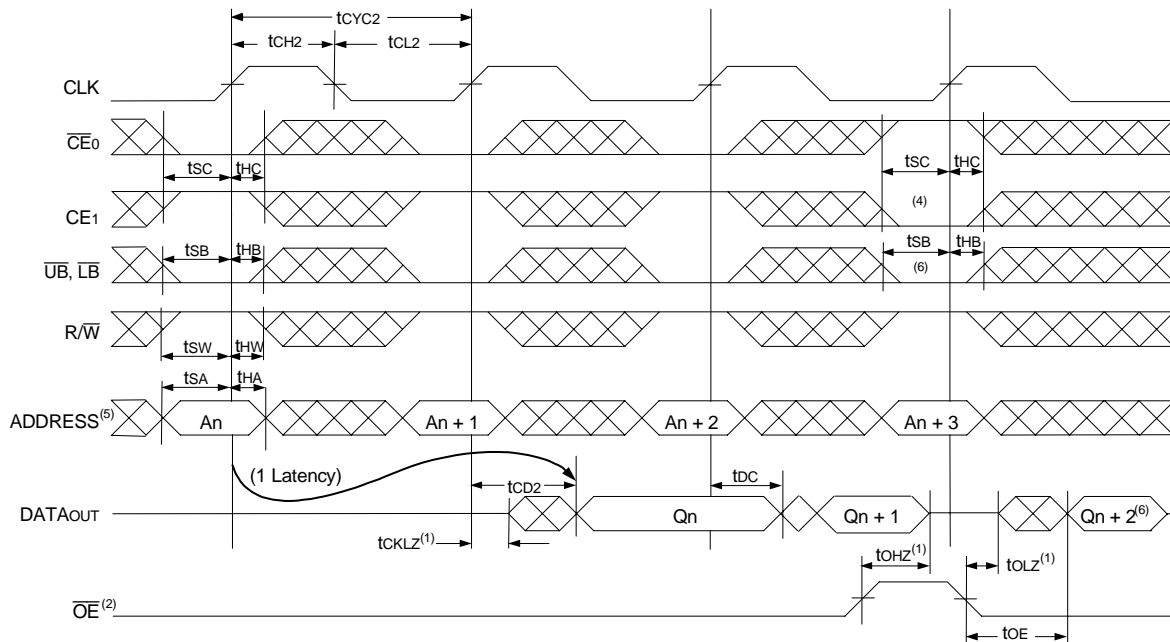 tCYC2
tCH2 tCL2
CLK
CE0
tSC tHC tSC tHC
(4)
CE1
tSB tHB tSB tHB
UB, LB (6)
R/W
tSW tHW
tSA tHA
ADDRESS(5) An An + 1 An + 2 An + 3
(1 Latency) tCD2 tDC
DATAOUT Qn Qn + 1 Qn + 2(6)
tCKLZ(1) tOHZ(1) tOLZ(1)
OE(2)
tOE